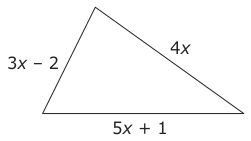 4x
3x – 2
5x + 1